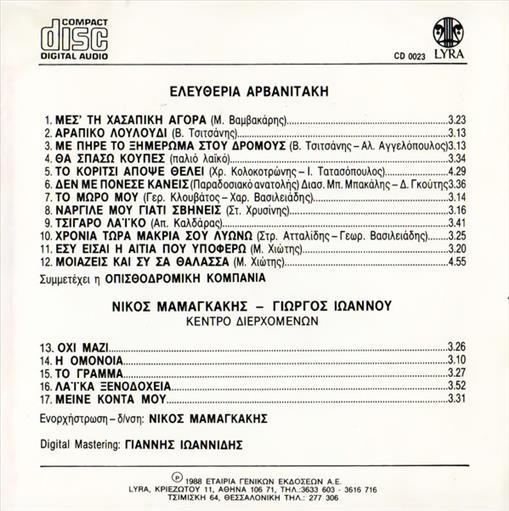 COMPACT
disc
DIGITAL AUDIO
CD 0023
LYRA
ΕΛΕΥΘΕΡΙΑ ΑΡΒΑΝΙΤΑΚΗ
1. ΜΕΣ' ΤΗ ΧΑΣΑΠΙΚΗ ΑΓΟΡΑ (Μ. Βαμβακάρης) 3.23
2. ΑΡΑΠΙΚΟ ΛΟΥΛΟΥΔΙ (Β. Τσιτσάνης) 3.13
3. ΜΕ ΠΗΡΕ ΤΟ ΞΗΜΕΡΩΜΑ ΣΤΟΥ ΔΡΟΜΟΥΣ (Β. Τσιτσάνης – Αλ. Αγγελόπουλος) 3.13
4. ΘΑ ΣΠΑΣΩ ΚΟΥΠΕΣ (παλιό λαϊκό) 3.34
5. ΤΟ ΚΟΡΙΤΣΙ ΑΠΟΨΕ ΘΕΛΕΙ (Χρ. Κολοκοτρώνης – Ι. Τατασόπουλος) 4.29
6. ΔΕΝ ΜΕ ΠΟΝΕΣΕ ΚΑΝΕΙΣ (Παραδοσιακό ανατολής) Διασ. Μπ. Μπακάλης – Δ. Γκούτης 3.36
7. ΤΟ ΜΩΡΟ ΜΟΥ (Γερ. Κλουβάτος – Χαρ. Βασιλειάδης) 3.14
8. ΝΑΡΓΙΛΕ ΜΟΥ ΓΙΑΤΙ ΣΒΗΝΕΙΣ (Στ. Χρυσίνης) 3.16
9. ΤΣΙΓΑΡΟ ΛΑΪΚΟ (Απ. Καλδάρας) 3.41
10. ΧΡΟΝΙΑ ΤΩΡΑ ΜΑΚΡΙΑ ΣΟΥ ΛΥΩΝΩ (Στρ. Ατταλίδης – Γεωρ. Βασιλειάδης) 3.25
11. ΕΣΥ ΕΙΣΑΙ Η ΑΙΤΙΑ ΠΟΥ ΥΠΟΦΕΡΩ (Μ. Χιώτης) 3.20
12. ΜΟΙΑΖΕΙΣ ΚΑΙ ΣΥ ΣΑ ΘΑΛΑΣΣΑ (Μ. Χιώτης) 4.55
Συμμετέχει η ΟΠΙΣΘΟΔΡΟΜΙΚΗ ΚΟΜΠΑΝΙΑ
ΝΙΚΟΣ ΜΑΜΑΓΚΑΚΗΣ – ΓΙΩΡΓΟΣ ΙΩΑΝΝΟΥ
ΚΕΝΤΡΟ ΔΙΕΡΧΟΜΕΝΩΝ
13. ΟΧΙ ΜΑΖΙ 3.26
14. Η ΟΜΟΝΟΙΑ 3.10
15. ΤΟ ΓΡΑΜΜΑ 3.27
16. ΛΑΪΚΑ ΞΕΝΟΔΟΧΕΙΑ 3.52
17. ΜΕΙΝΕ ΚΟΝΤΑ ΜΟΥ 3.31
Ενορχήστρωση – δ/νση: ΝΙΚΟΣ ΜΑΜΑΓΚΑΚΗΣ
Digital Mastering: ΓΙΑΝΝΗΣ ΙΩΑΝΝΙΔΗΣ
℗ 1988 ΕΤΑΙΡΙΑ ΓΕΝΙΚΩΝ ΕΚΔΟΣΕΩΝ Α.Ε.
LYRA, ΚΡΙΕΖΩΤΟΥ 11, ΑΘΗΝΑ 106 71, ΤΗΛ.:3633 603 - 3616 716
ΤΣΙΜΙΣΚΗ 64, ΘΕΣΣΑΛΟΝΙΚΗ ΤΗΛ.: 277 306